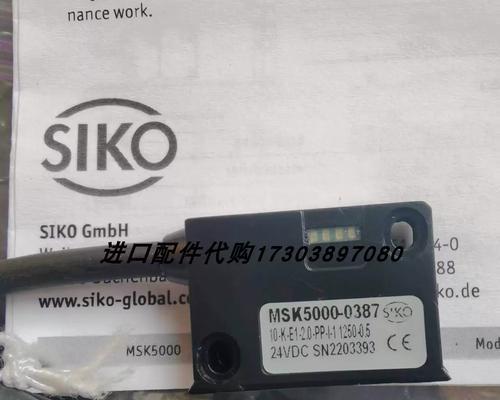 nance work.
SIKO
SIKO GmbH
进口配件代购17303897080
4-0
88
www.siko-global.co
ko.de
MSK5000
Mod
MSK5000-0387 SIKO
10-K-E1-2.0-PP-I-1 1250-0.5
24VDC SN2203393 CE